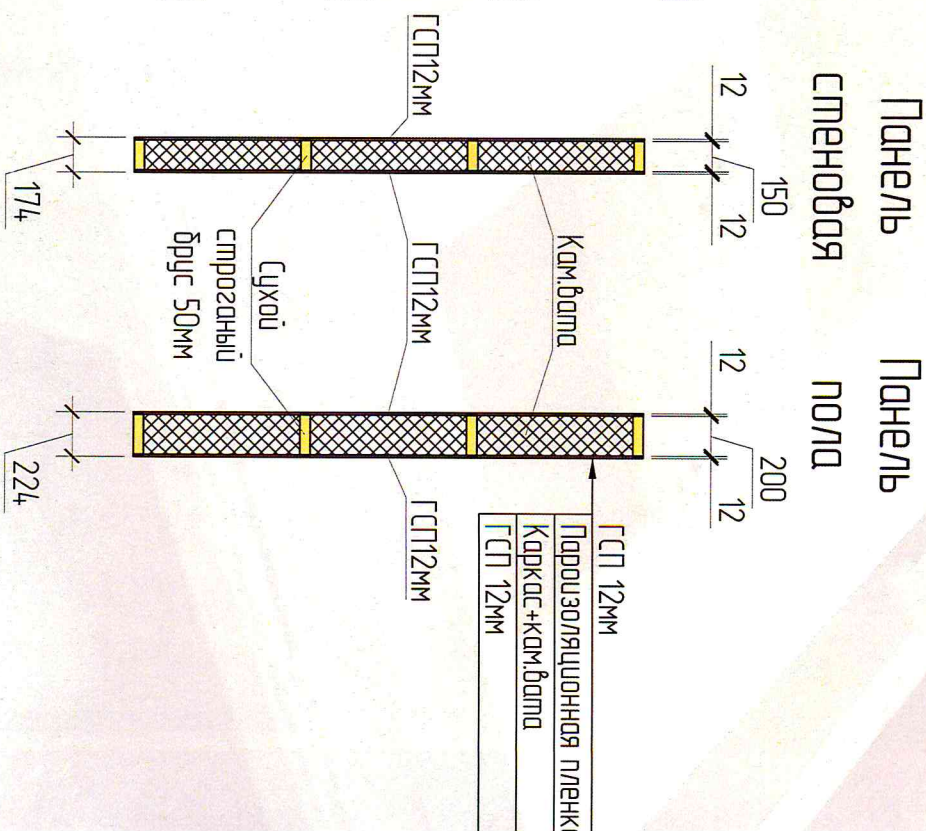 Панель
стеновая
Панель
пола
12
150
12
12
200
12
ГСП12мм
Кам.вата
ГСП12мм
Сухой
строганый
брус 50мм
ГСП12мм
ГСП 12мм
Пароизоляционная пленка
Каркас+кам.вата
ГСП 12мм
174
224